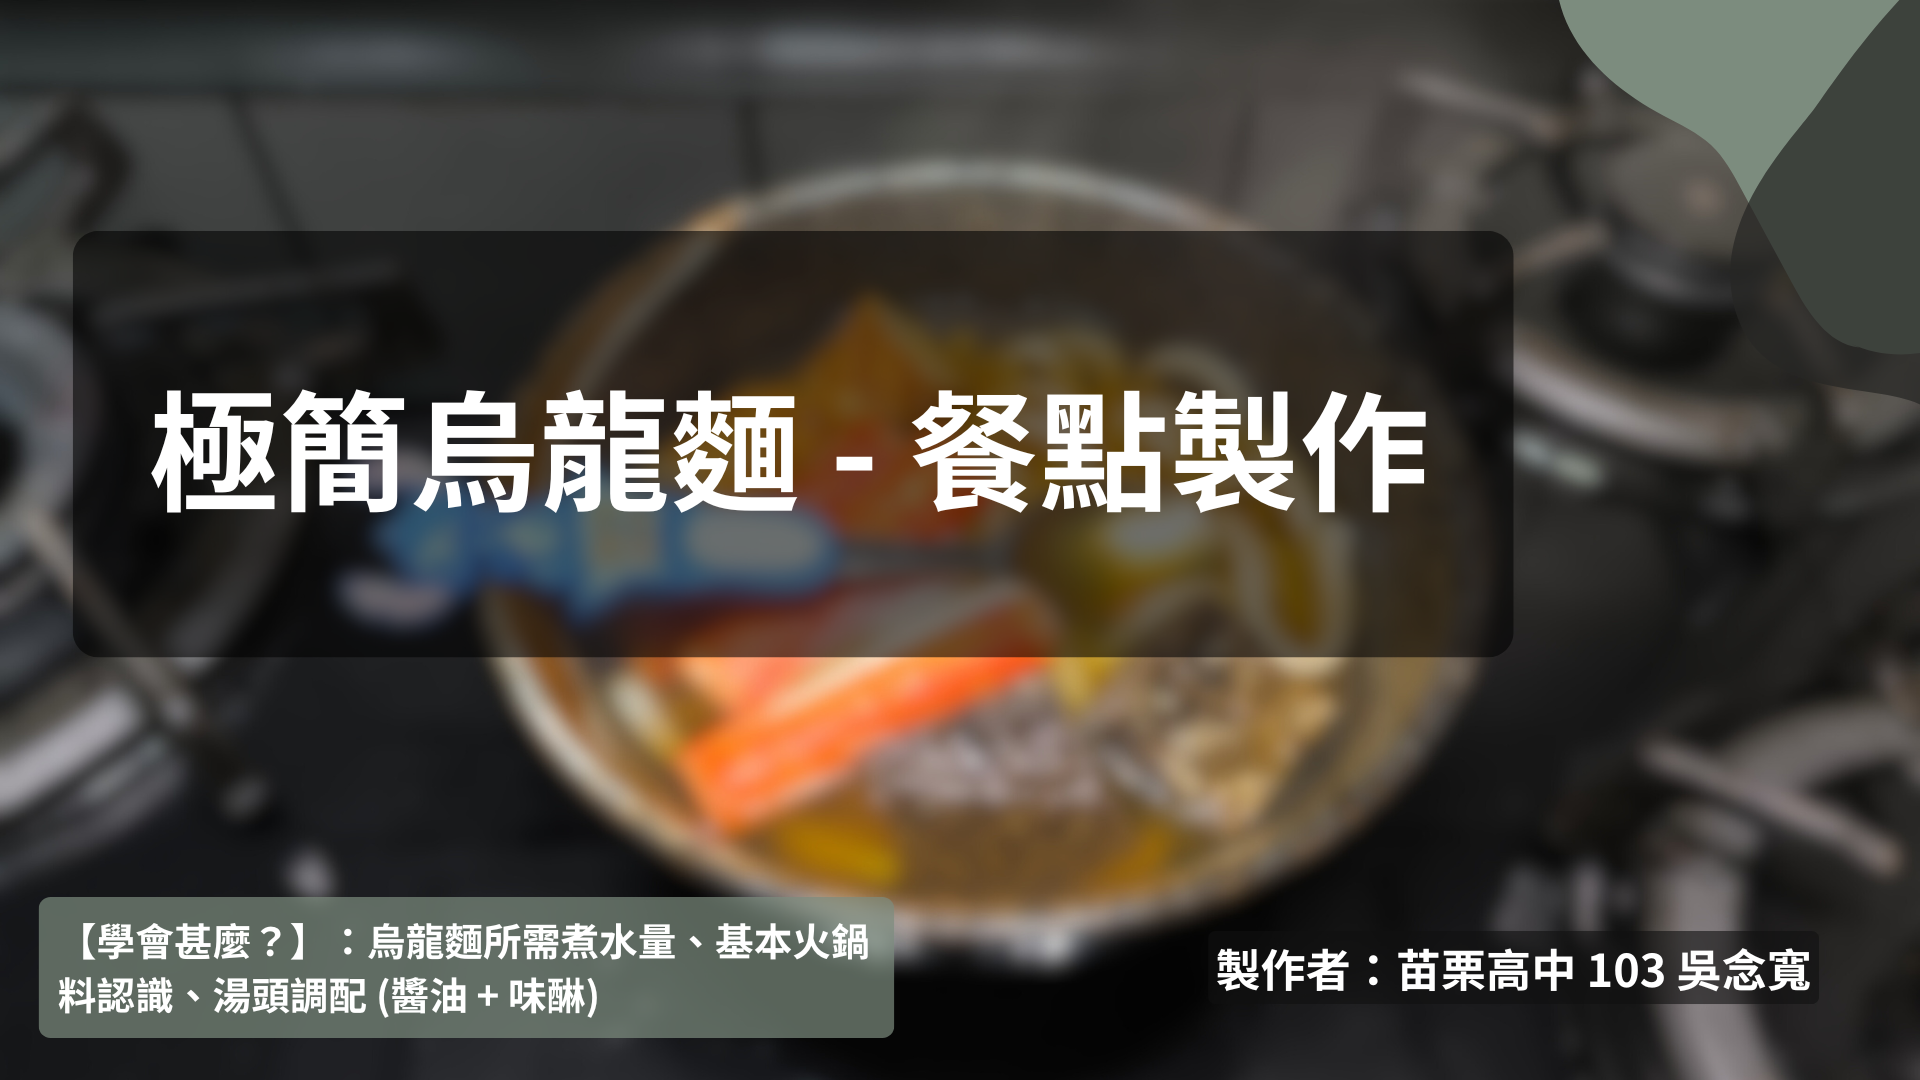 極簡烏龍麵 - 餐點製作
【學會甚麼？】：烏龍麵所需煮水量、基本火鍋
料認識、湯頭調配 (醬油 + 味醂)
製作者：苗栗高中 103 吳念寬